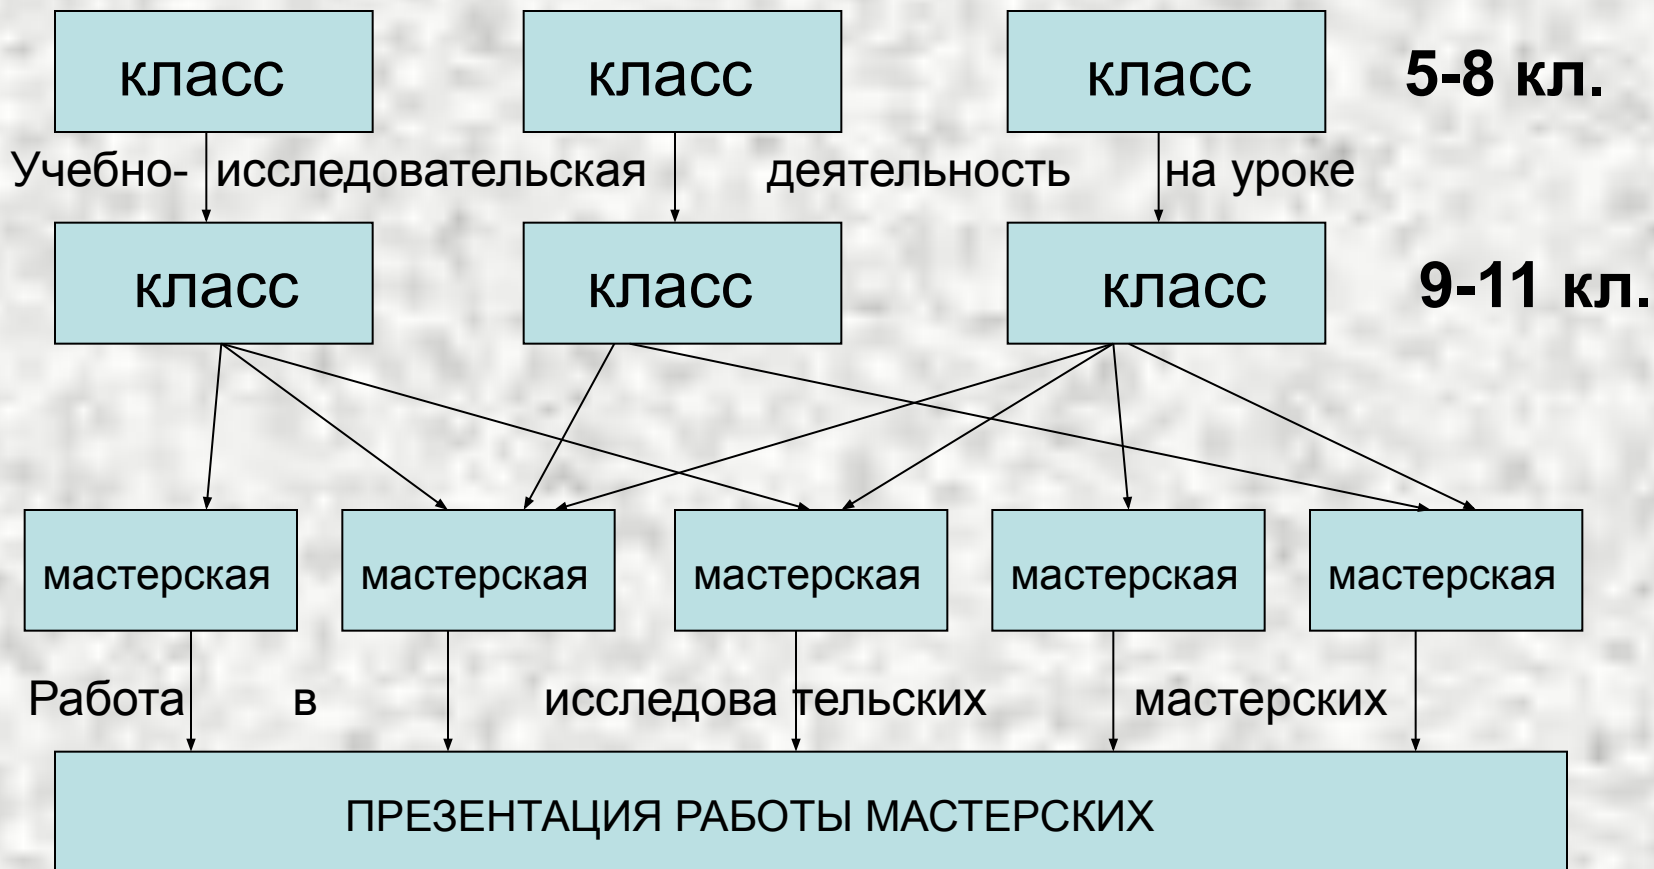 класс класс класс 5-8 кл.
Учебно- исследовательская деятельность на уроке
класс класс класс 9-11 кл.
мастерская мастерская мастерская мастерская мастерская
Работа в исследова тельских мастерских
ПРЕЗЕНТАЦИЯ РАБОТЫ МАСТЕРСКИХ